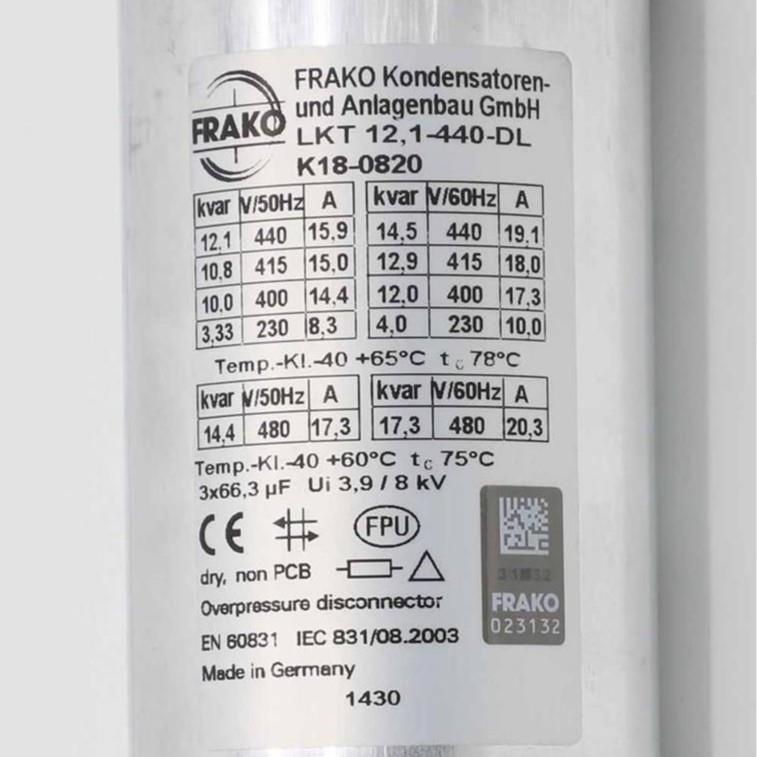 FRAKO
FRAKO Kondensatoren-
und Anlagenbau GmbH
LKT 12,1-440-DL
K18-0820
kvar V/50Hz A kvar V/60Hz A
12,1 440 15,9 14,5 440 19,1
10,8 415 15,0 12,9 415 18,0
10,0 400 14,4 12,0 400 17,3
3,33 230 8,3 4,0 230 10,0
Temp.-Kl.-40 +65°C tc 78°C
kvar V/50Hz A kvar V/60Hz A
14,4 480 17,3 17,3 480 20,3
Temp.-Kl.-40 +60°C tc 75°C
3x66,3 µF Ui 3,9 / 8 kV
CE FPU
dry, non PCB
Overpressure disconnector
EN 60831 IEC 831/08.2003
Made in Germany
1430
FRAKO
023132